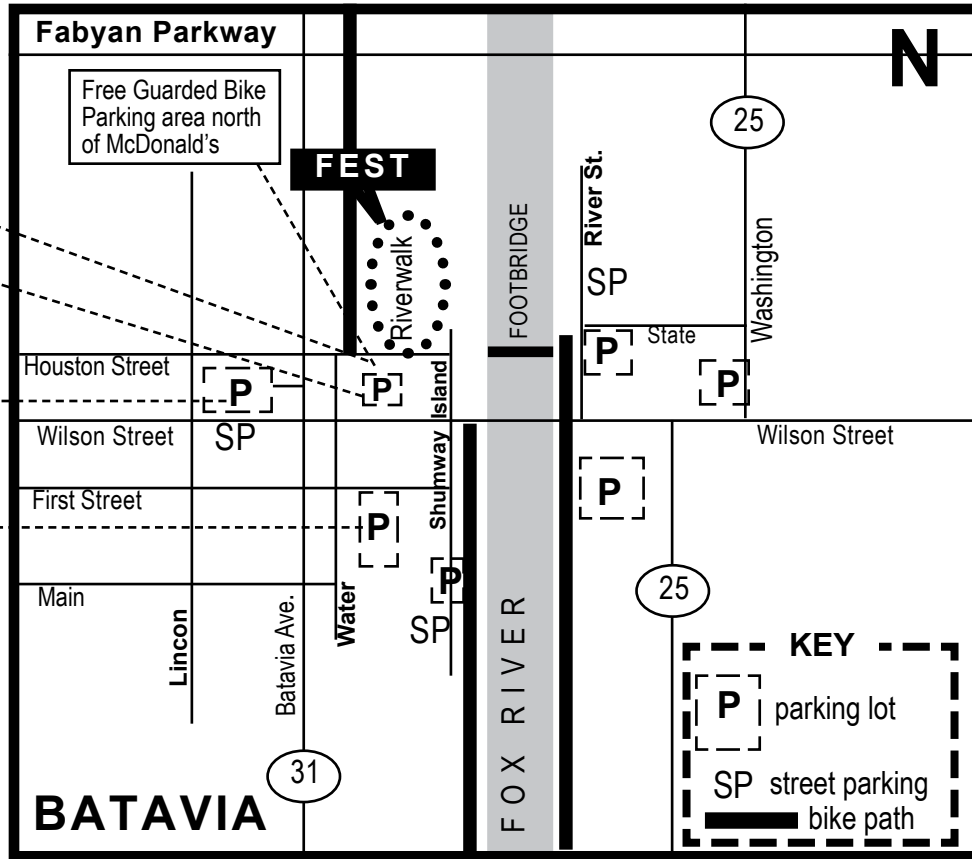 Fabyan Parkway
N
Free Guarded Bike
Parking area north
of McDonald's
25
FEST
River St.
Riverwalk
FOOTBRIDGE
SP
Washington
State
P
Houston Street
P
P
P
Shumway Island
Wilson Street
SP
Wilson Street
First Street
P
P
P
25
Main
Lincon
Batavia Ave.
Water
SP
FOX RIVER
31
BATAVIA
KEY
P parking lot
SP street parking
bike path